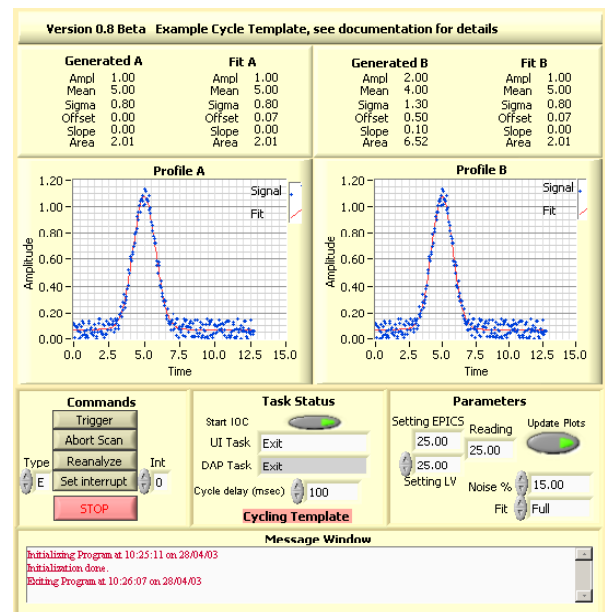 Version 0.8 Beta Example Cycle Template, see documentation for details
Generated A Fit A
Ampl 1.00 Ampl 1.00
Mean 5.00 Mean 5.00
Sigma 0.80 Sigma 0.80
Offset 0.00 Offset 0.07
Slope 0.00 Slope 0.00
Area 2.01 Area 2.01
Generated B Fit B
Ampl 2.00 Ampl 1.00
Mean 4.00 Mean 5.00
Sigma 1.30 Sigma 0.80
Offset 0.50 Offset 0.07
Slope 0.10 Slope 0.00
Area 6.52 Area 2.01
Profile A
Signal
Fit
Amplitude
1.20
1.00
0.80
0.60
0.40
0.20
0.00
0.0 2.5 5.0 7.5 10.0 12.5 15.0
Time
Profile B
Signal
Fit
Amplitude
1.20
1.00
0.80
0.60
0.40
0.20
0.00
0.0 2.5 5.0 7.5 10.0 12.5 15.0
Time
Commands
Trigger
Abort Scan
Type Reanalyze Int
E Set interrupt 0
STOP
Task Status
Start IOC
UI Task Exit
DAP Task Exit
Cycle delay (msec) 100
Cycling Template
Parameters
Setting EPICS Reading Update Plots
25.00 25.00
25.00
Setting LV Noise % 15.00
Fit Full
Message Window
Initializing Program at 10:25:11 on 28/04/03
Initialization done.
Exiting Program at 10:26:07 on 28/04/03